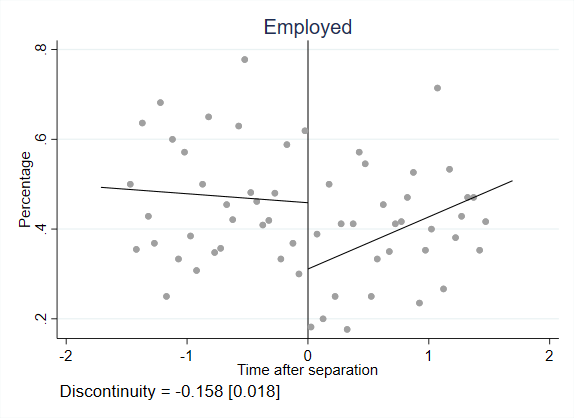 Employed
Percentage
.8
.6
.4
.2
-2 -1 0 1 2
Time after separation
Discontinuity = -0.158 [0.018]